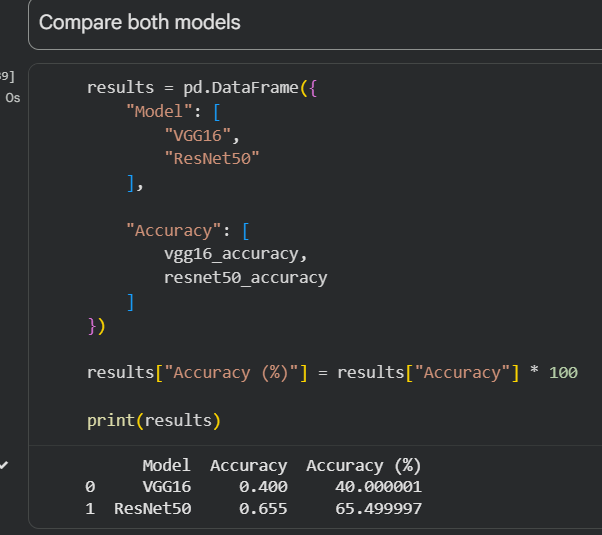 Compare both models
39]
0s
results = pd.DataFrame({
    "Model": [
        "VGG16",
        "ResNet50"
    ],
    "Accuracy": [
        vgg16_accuracy,
        resnet50_accuracy
    ]
})
results["Accuracy (%)"] = results["Accuracy"] * 100
print(results)
      Model  Accuracy  Accuracy (%)
0     VGG16     0.400     40.000001
1  ResNet50     0.655     65.499997